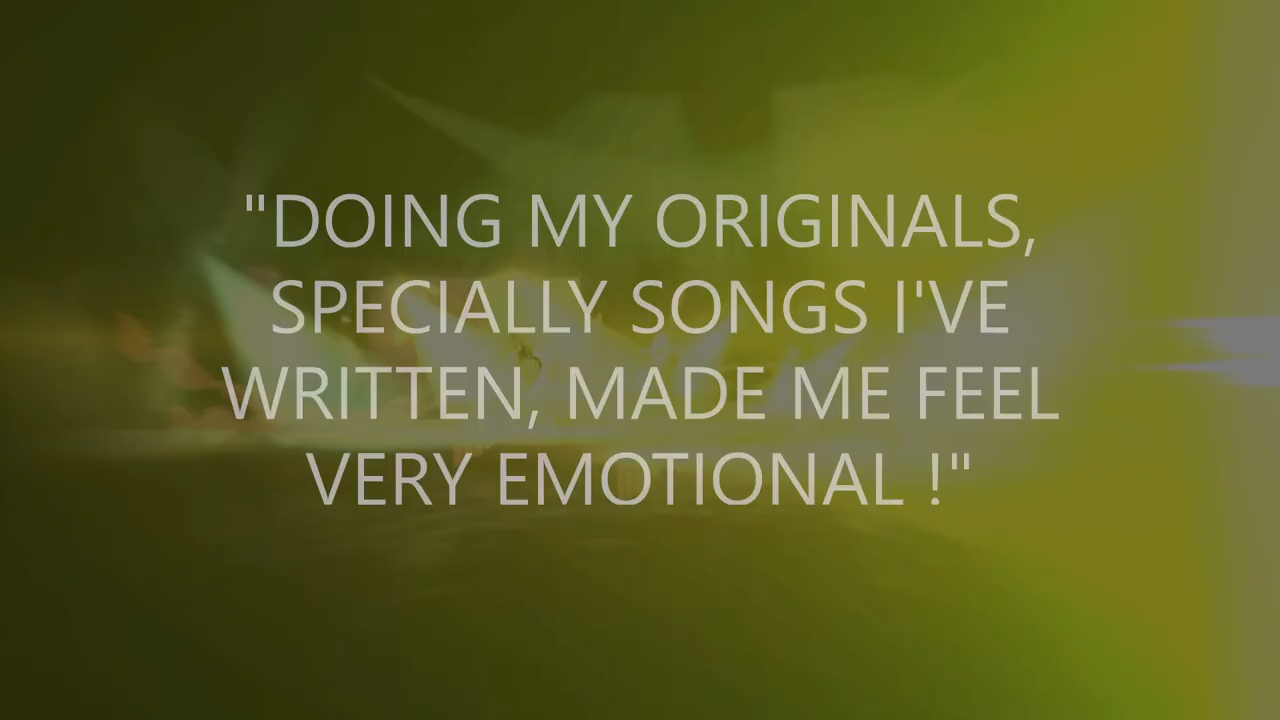 "DOING MY ORIGINALS,
SPECIALLY SONGS I'VE
WRITTEN, MADE ME FEEL
VERY EMOTIONAL !"